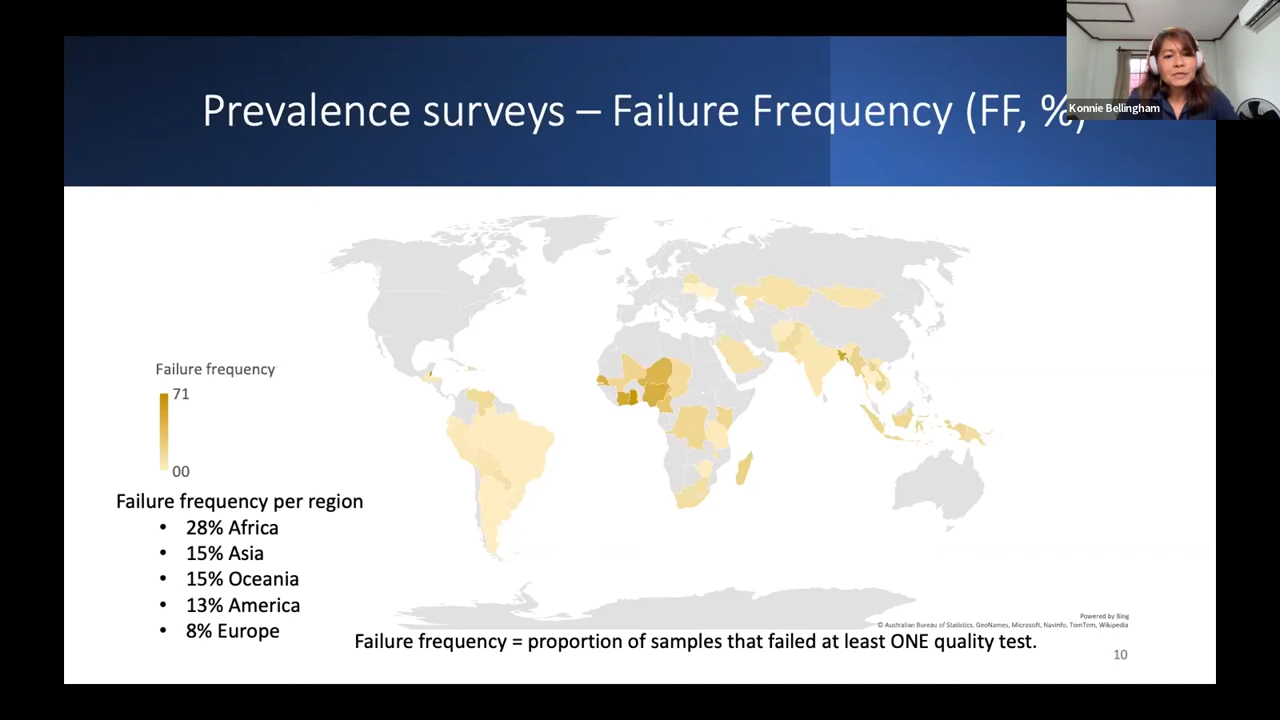 Prevalence surveys – Failure Frequency (FF, %)
Konnie Bellingham
Failure frequency
71
00
Failure frequency per region
• 28% Africa
• 15% Asia
• 15% Oceania
• 13% America
• 8% Europe
Powered by Bing
© Australian Bureau of Statistics, GeoNames, Microsoft, Navinfo, TomTom, Wikipedia
Failure frequency = proportion of samples that failed at least ONE quality test.
10